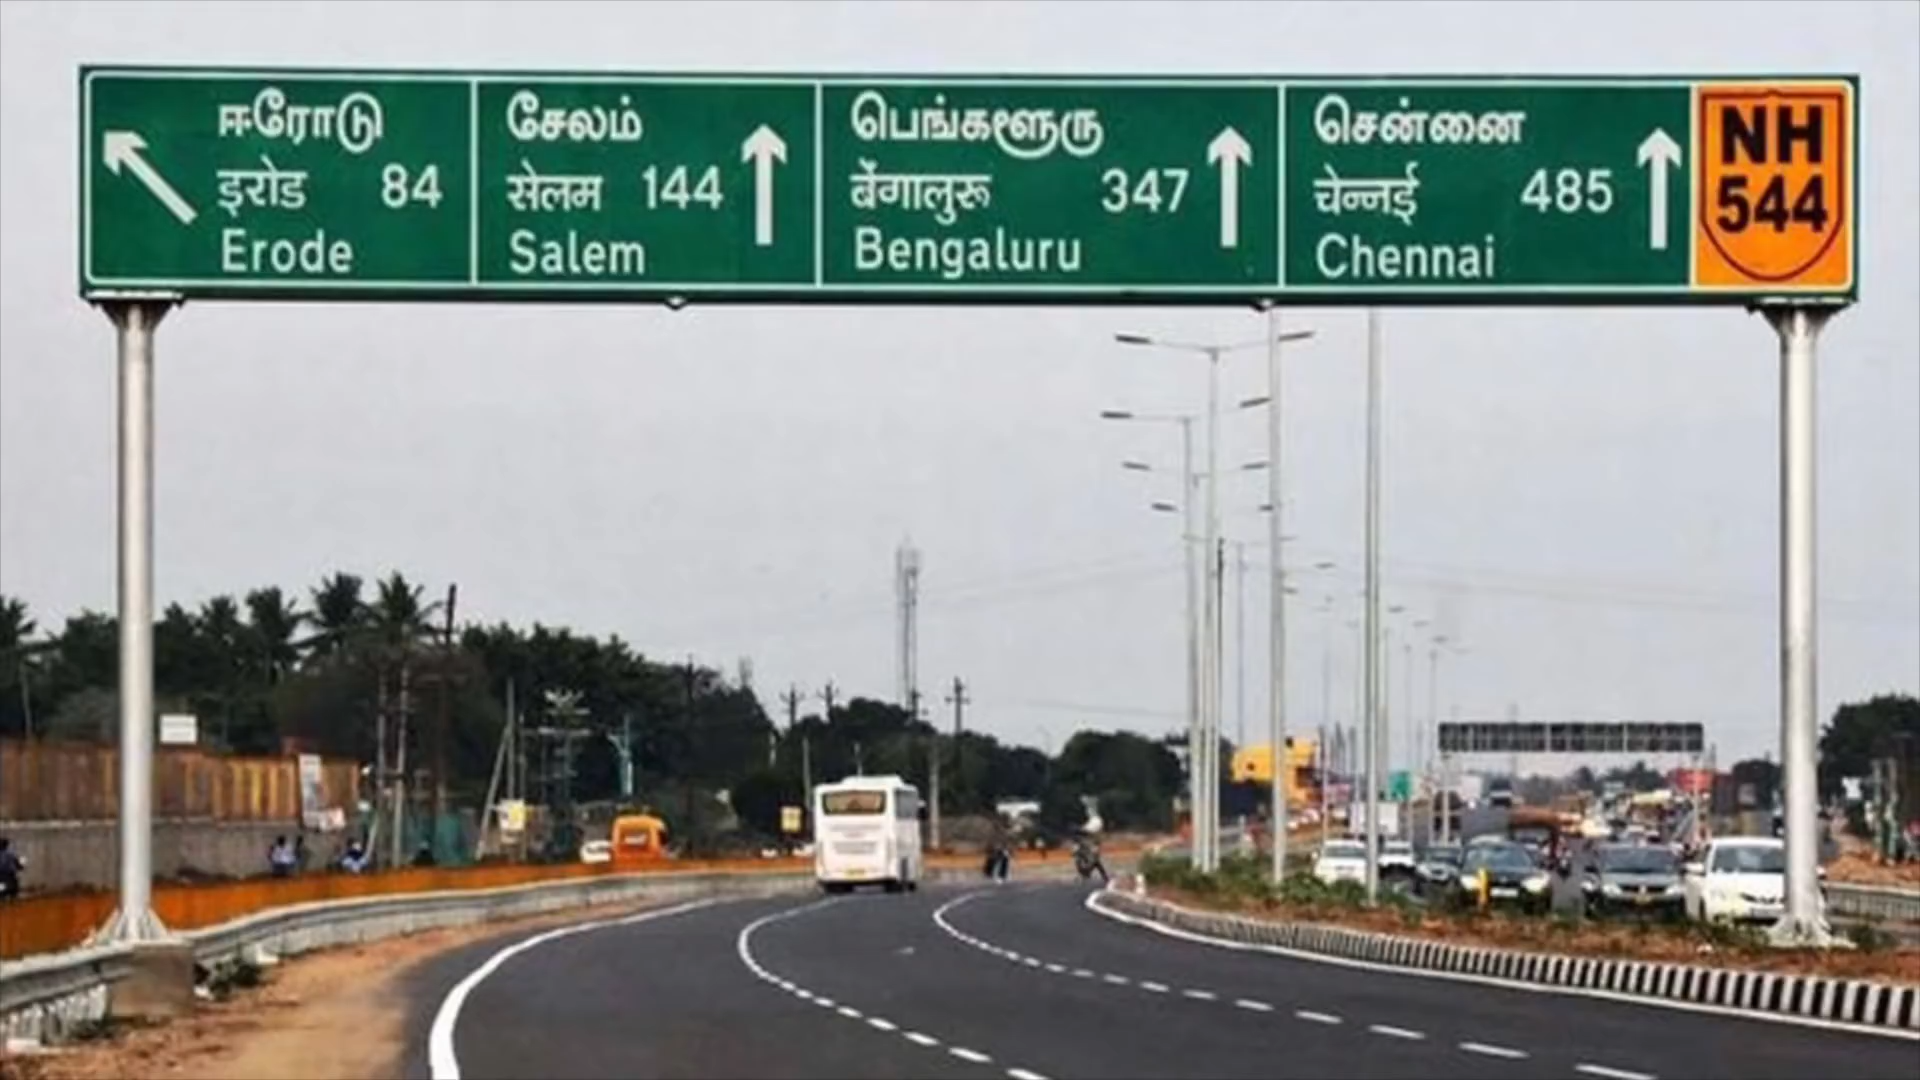 ஈரோடு
इरोड 84
Erode
சேலம்
सेलम 144
Salem
பெங்களூரு
बेंगालुरू 347
Bengaluru
சென்னை
चेन्नई 485
Chennai
NH
544